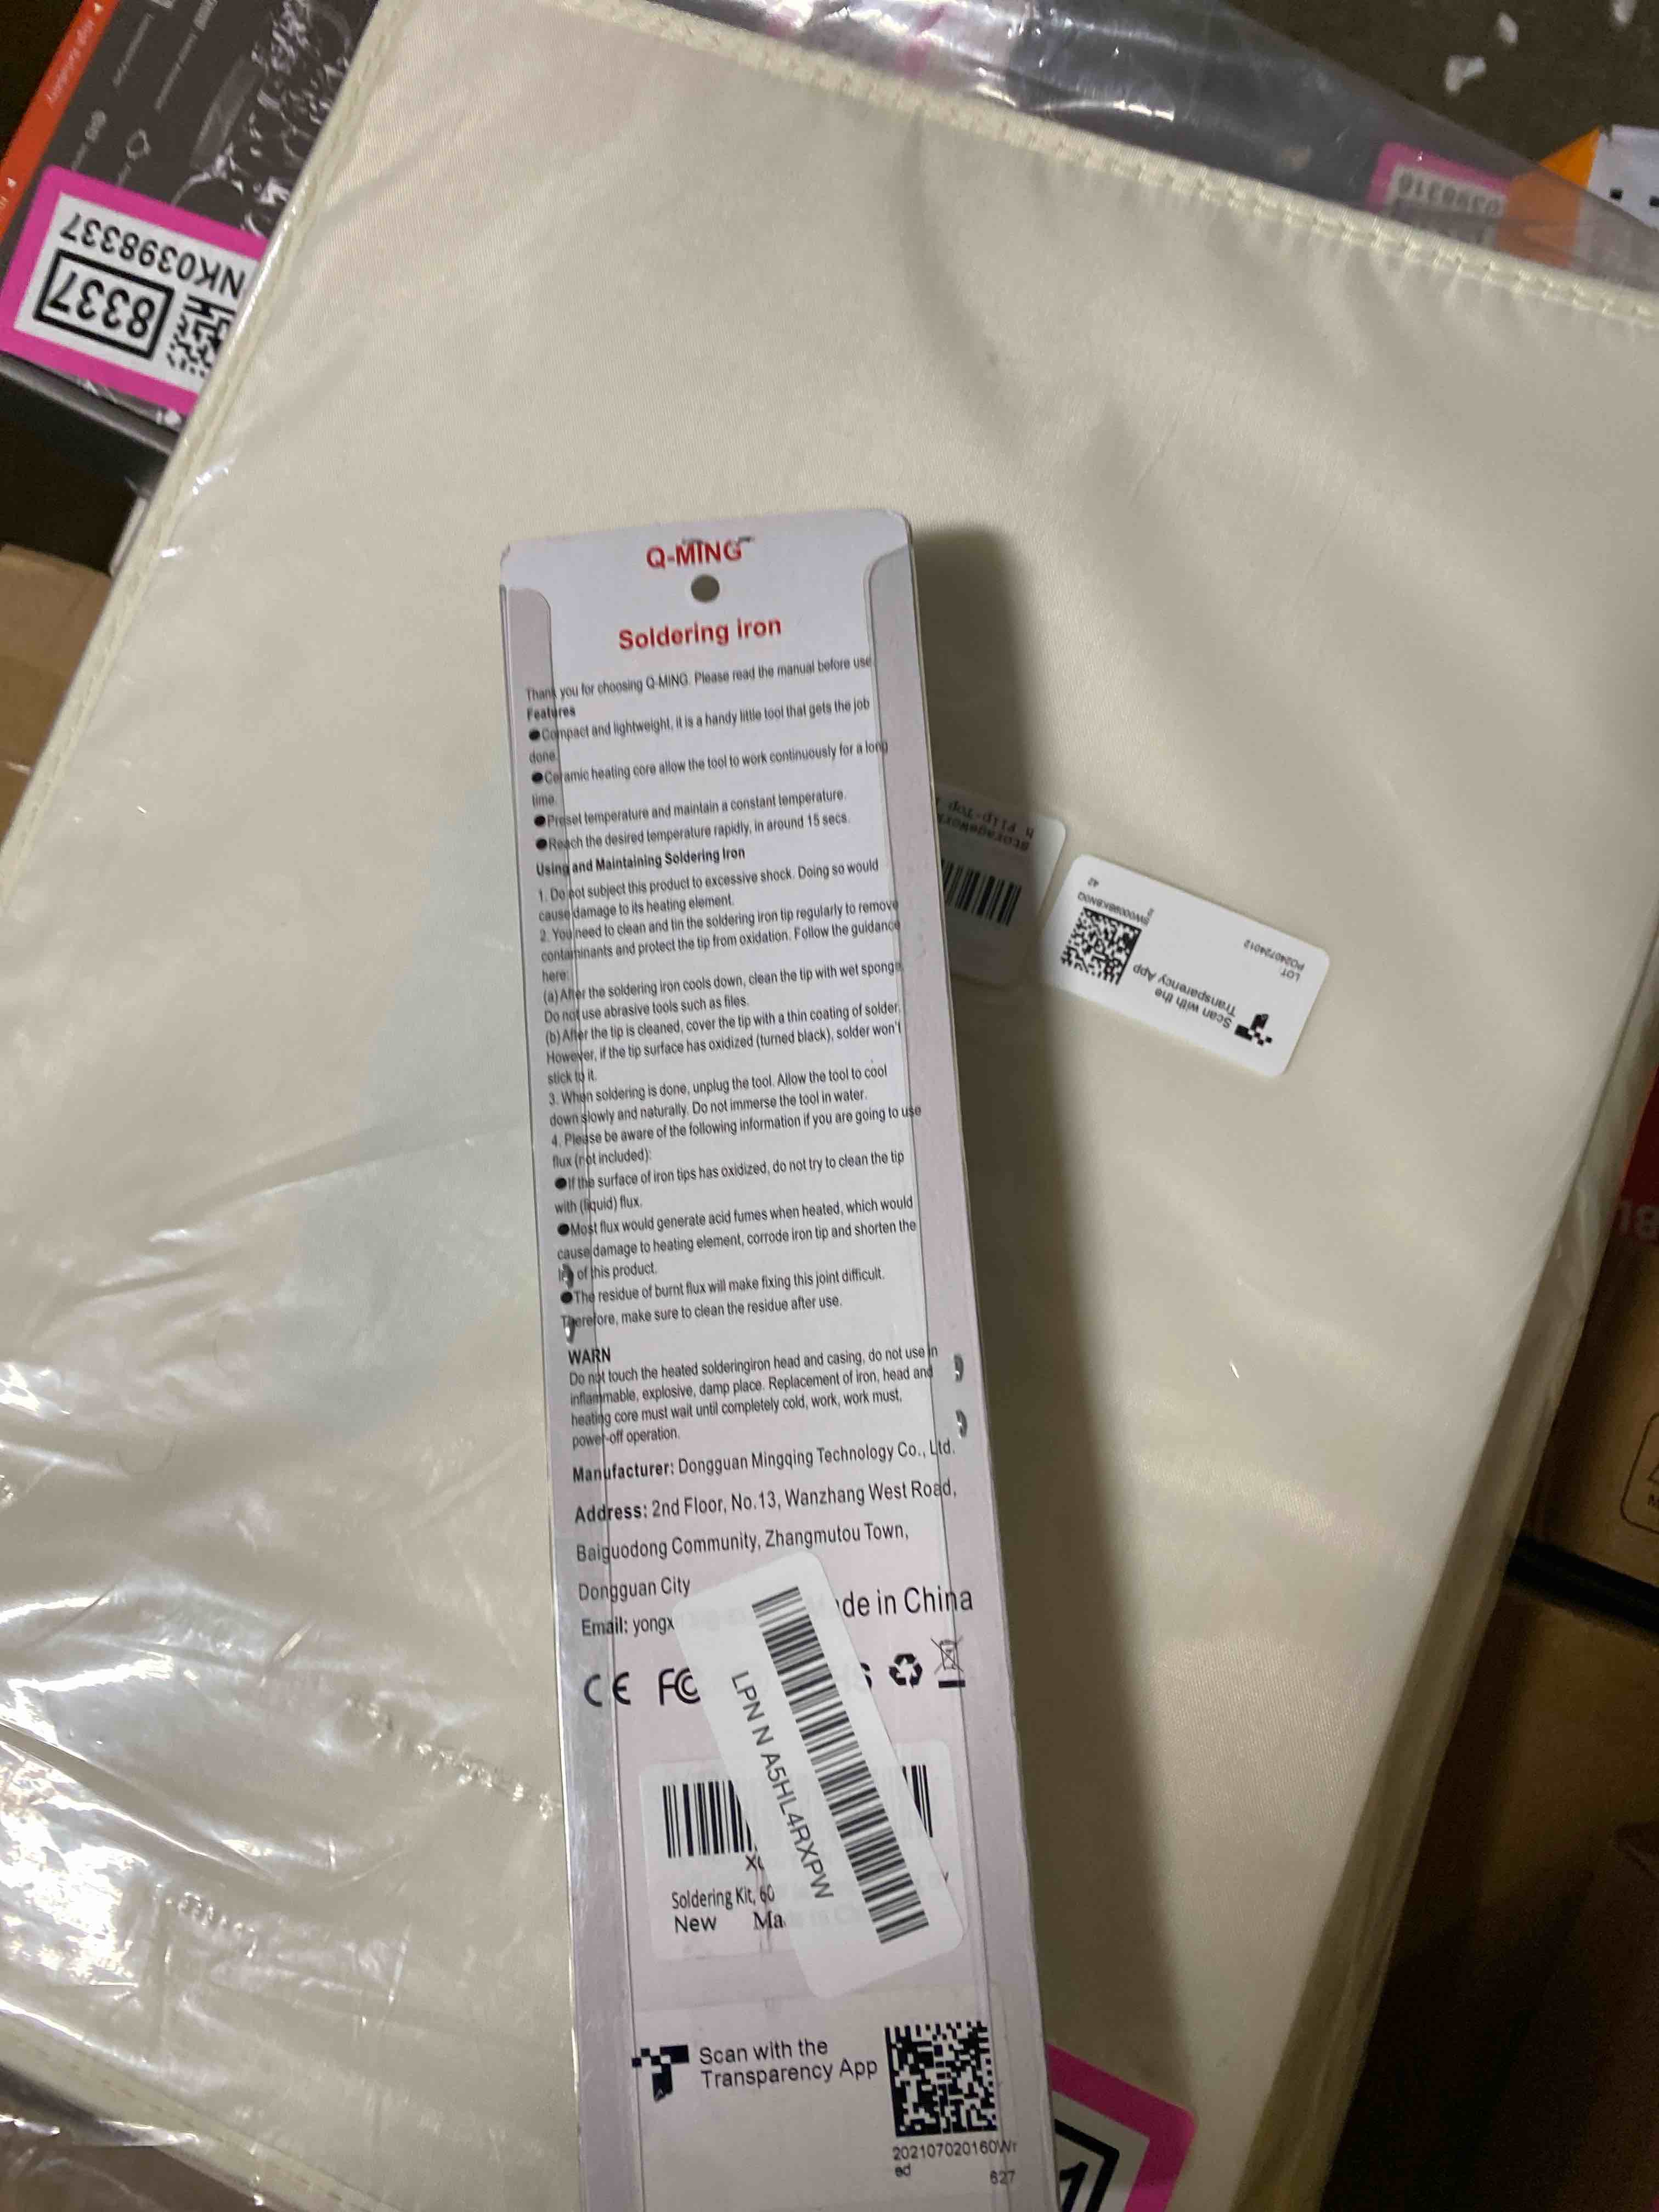 NK0398337
8337
0398316
Q-MING
Soldering iron
Thank you for choosing Q-MING. Please read the manual before use
Features
●Compact and lightweight, it is a handy little tool that gets the job
done.
●Ceramic heating core allow the tool to work continuously for a long
time.
●Preset temperature and maintain a constant temperature.
●Reach the desired temperature rapidly, in around 15 secs.
Using and Maintaining Soldering Iron
1. Do not subject this product to excessive shock. Doing so would
cause damage to its heating element.
2. You need to clean and tin the soldering iron tip regularly to remove
contaminants and protect the tip from oxidation. Follow the guidance
here:
(a) After the soldering iron cools down, clean the tip with wet sponge.
Do not use abrasive tools such as files.
(b) After the tip is cleaned, cover the tip with a thin coating of solder.
However, if the tip surface has oxidized (turned black), solder won't
stick to it.
3. When soldering is done, unplug the tool. Allow the tool to cool
down slowly and naturally. Do not immerse the tool in water.
4. Please be aware of the following information if you are going to use
flux (not included):
●If the surface of iron tips has oxidized, do not try to clean the tip
with (liquid) flux.
●Most flux would generate acid fumes when heated, which would
cause damage to heating element, corrode iron tip and shorten the
of this product.
●The residue of burnt flux will make fixing this joint difficult.
Therefore, make sure to clean the residue after use.
WARN
Do not touch the heated solderingiron head and casing, do not use in
inflammable, explosive, damp place. Replacement of iron, head and
heating core must wait until completely cold, work, work must,
power-off operation.
Manufacturer: Dongguan Mingqing Technology Co., Ltd.
Address: 2nd Floor, No.13, Wanzhang West Road,
Baiguodong Community, Zhangmutou Town,
Dongguan City
Email: yongx
de in China
CE FC
LPN N A5HL4RXPW
Soldering Kit, 60
New Ma
Scan with the
Transparency App
202107020160Wr
ed 627
1
h Flip-Top
Scan with the
Transparency App
LOT:
PO240724012
42
18